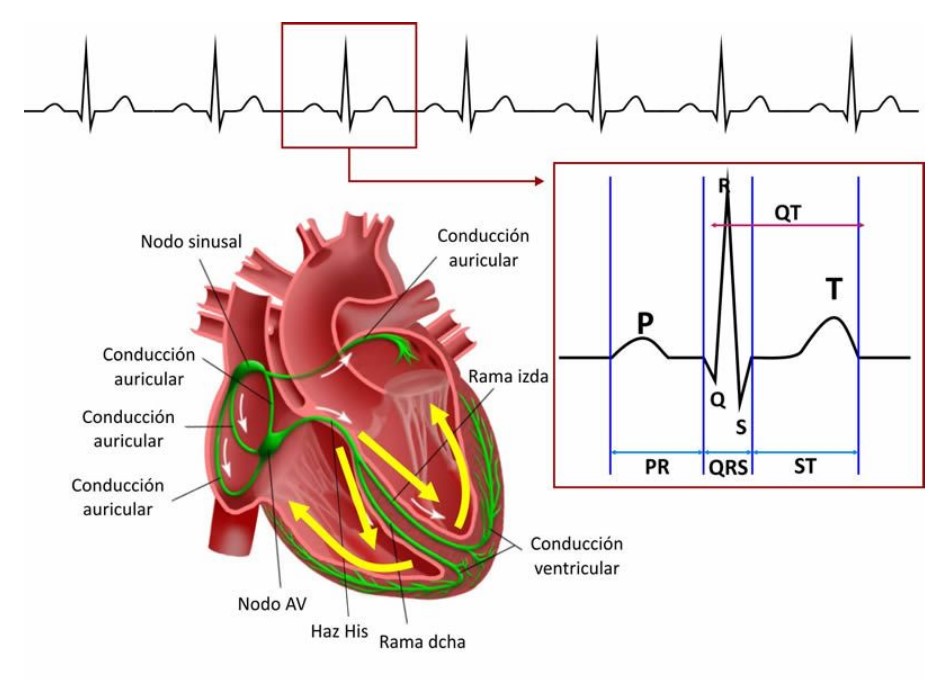 Nodo sinusal
Conducción
auricular
Conducción
auricular
Rama izda
Conducción
auricular
Conducción
auricular
Conducción
ventricular
Nodo AV
Haz His
Rama dcha
R
QT
P
T
Q
S
PR
QRS
ST